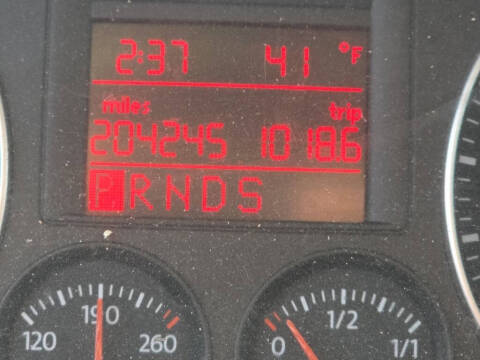 2:37 41 °F
miles trip
204245 1018.6
PRNDS
190 1/2
120 260 0 1/1